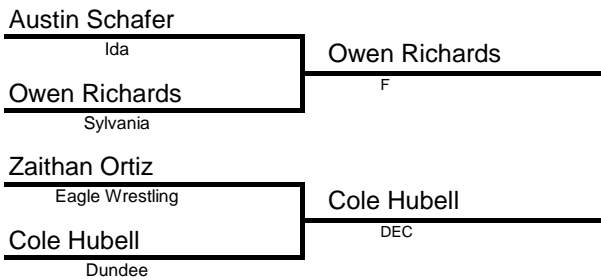 Austin Schafer
Ida
Owen Richards
F
Owen Richards
Sylvania
Zaithan Ortiz
Eagle Wrestling
Cole Hubell
DEC
Cole Hubell
Dundee